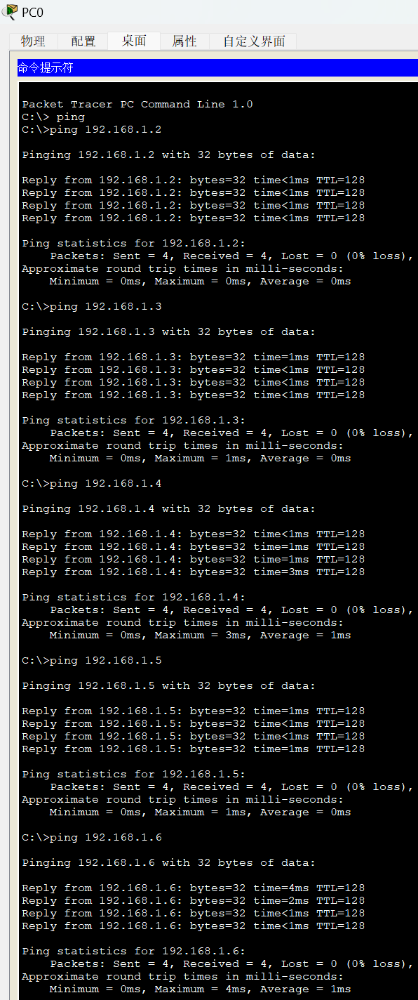 PC0
物理 配置 桌面 属性 自定义界面
命令提示符
Packet Tracer PC Command Line 1.0
C:\> ping
C:\>ping 192.168.1.2
Pinging 192.168.1.2 with 32 bytes of data:
Reply from 192.168.1.2: bytes=32 time<1ms TTL=128
Reply from 192.168.1.2: bytes=32 time<1ms TTL=128
Reply from 192.168.1.2: bytes=32 time<1ms TTL=128
Reply from 192.168.1.2: bytes=32 time<1ms TTL=128
Ping statistics for 192.168.1.2:
Packets: Sent = 4, Received = 4, Lost = 0 (0% loss),
Approximate round trip times in milli-seconds:
Minimum = 0ms, Maximum = 0ms, Average = 0ms
C:\>ping 192.168.1.3
Pinging 192.168.1.3 with 32 bytes of data:
Reply from 192.168.1.3: bytes=32 time=1ms TTL=128
Reply from 192.168.1.3: bytes=32 time<1ms TTL=128
Reply from 192.168.1.3: bytes=32 time<1ms TTL=128
Reply from 192.168.1.3: bytes=32 time<1ms TTL=128
Ping statistics for 192.168.1.3:
Packets: Sent = 4, Received = 4, Lost = 0 (0% loss),
Approximate round trip times in milli-seconds:
Minimum = 0ms, Maximum = 1ms, Average = 0ms
C:\>ping 192.168.1.4
Pinging 192.168.1.4 with 32 bytes of data:
Reply from 192.168.1.4: bytes=32 time<1ms TTL=128
Reply from 192.168.1.4: bytes=32 time=1ms TTL=128
Reply from 192.168.1.4: bytes=32 time=1ms TTL=128
Reply from 192.168.1.4: bytes=32 time=3ms TTL=128
Ping statistics for 192.168.1.4:
Packets: Sent = 4, Received = 4, Lost = 0 (0% loss),
Approximate round trip times in milli-seconds:
Minimum = 0ms, Maximum = 3ms, Average = 1ms
C:\>ping 192.168.1.5
Pinging 192.168.1.5 with 32 bytes of data:
Reply from 192.168.1.5: bytes=32 time=1ms TTL=128
Reply from 192.168.1.5: bytes=32 time<1ms TTL=128
Reply from 192.168.1.5: bytes=32 time<1ms TTL=128
Reply from 192.168.1.5: bytes=32 time=1ms TTL=128
Ping statistics for 192.168.1.5:
Packets: Sent = 4, Received = 4, Lost = 0 (0% loss),
Approximate round trip times in milli-seconds:
Minimum = 0ms, Maximum = 1ms, Average = 0ms
C:\>ping 192.168.1.6
Pinging 192.168.1.6 with 32 bytes of data:
Reply from 192.168.1.6: bytes=32 time=4ms TTL=128
Reply from 192.168.1.6: bytes=32 time=2ms TTL=128
Reply from 192.168.1.6: bytes=32 time<1ms TTL=128
Reply from 192.168.1.6: bytes=32 time<1ms TTL=128
Ping statistics for 192.168.1.6:
Packets: Sent = 4, Received = 4, Lost = 0 (0% loss),
Approximate round trip times in milli-seconds:
Minimum = 0ms, Maximum = 4ms, Average = 1ms